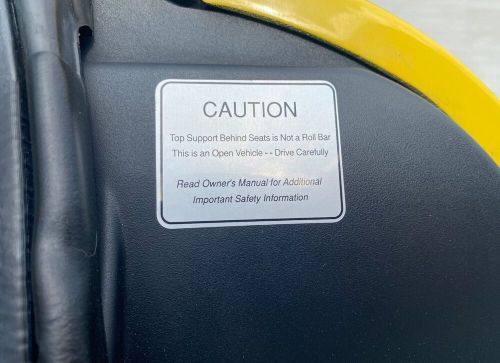 CAUTION
Top Support Behind Seats is Not a Roll Bar
This is an Open Vehicle - - Drive Carefully
Read Owner's Manual for Additional
Important Safety Information